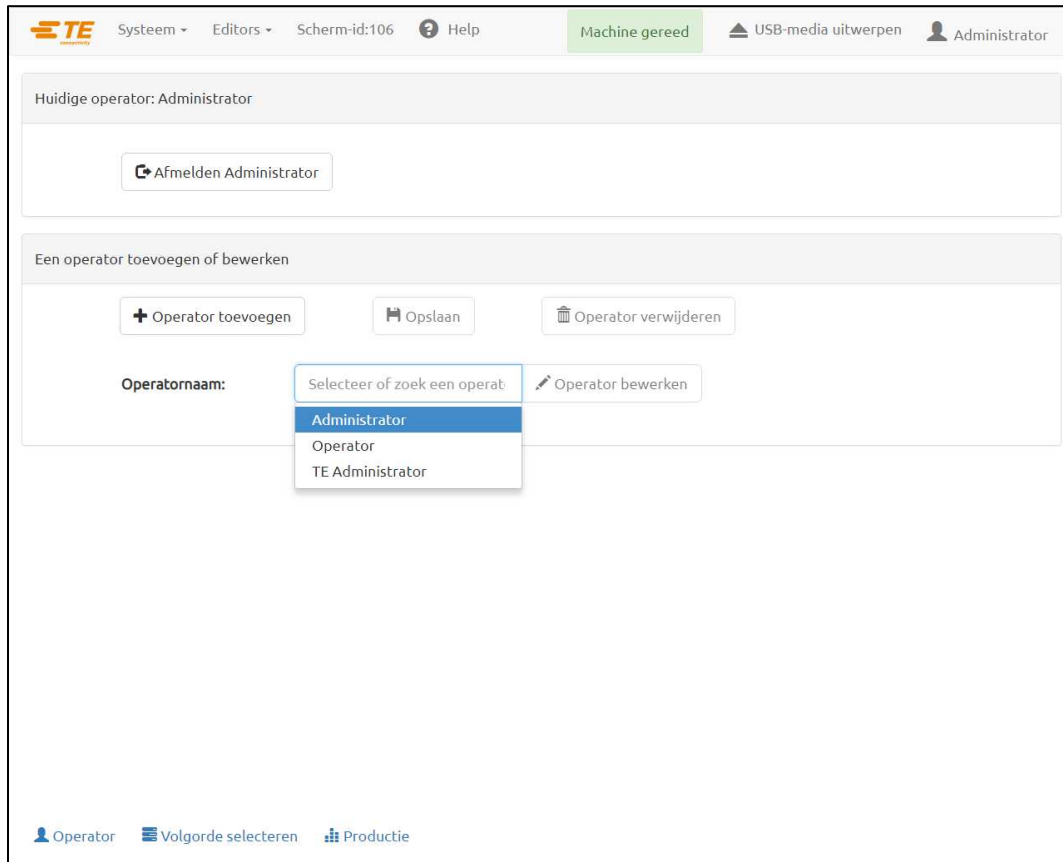 TE
connectivity
Systeem Editors Scherm-id:106 Help Machine gereed USB-media uitwerpen Administrator
Huidige operator: Administrator
Afmelden Administrator
Een operator toevoegen of bewerken
Operator toevoegen Opslaan Operator verwijderen
Operatornaam: Selecteer of zoek een operat Operator bewerken
Administrator
Operator
TE Administrator
Operator Volgorde selecteren Productie